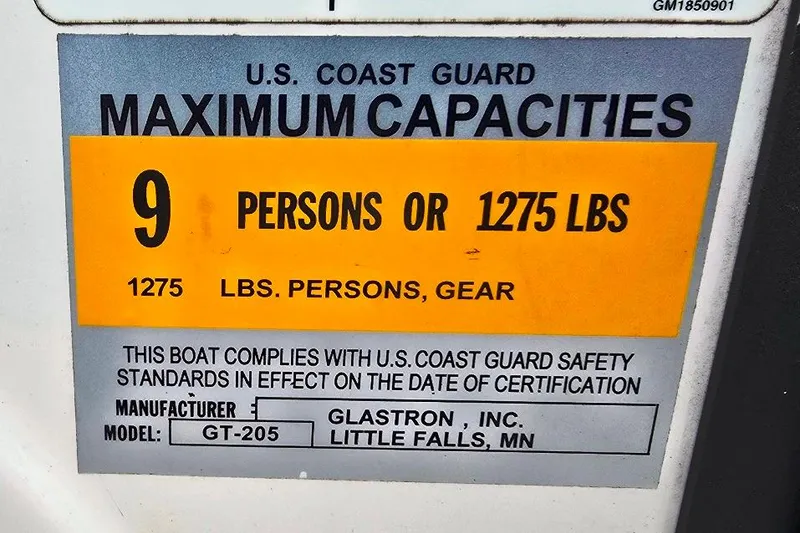 GM1850901
U.S. COAST GUARD
MAXIMUM CAPACITIES
9 PERSONS OR 1275 LBS
1275 LBS. PERSONS, GEAR
THIS BOAT COMPLIES WITH U.S. COAST GUARD SAFETY
STANDARDS IN EFFECT ON THE DATE OF CERTIFICATION
MANUFACTURER : GLASTRON , INC.
MODEL: GT-205 LITTLE FALLS, MN